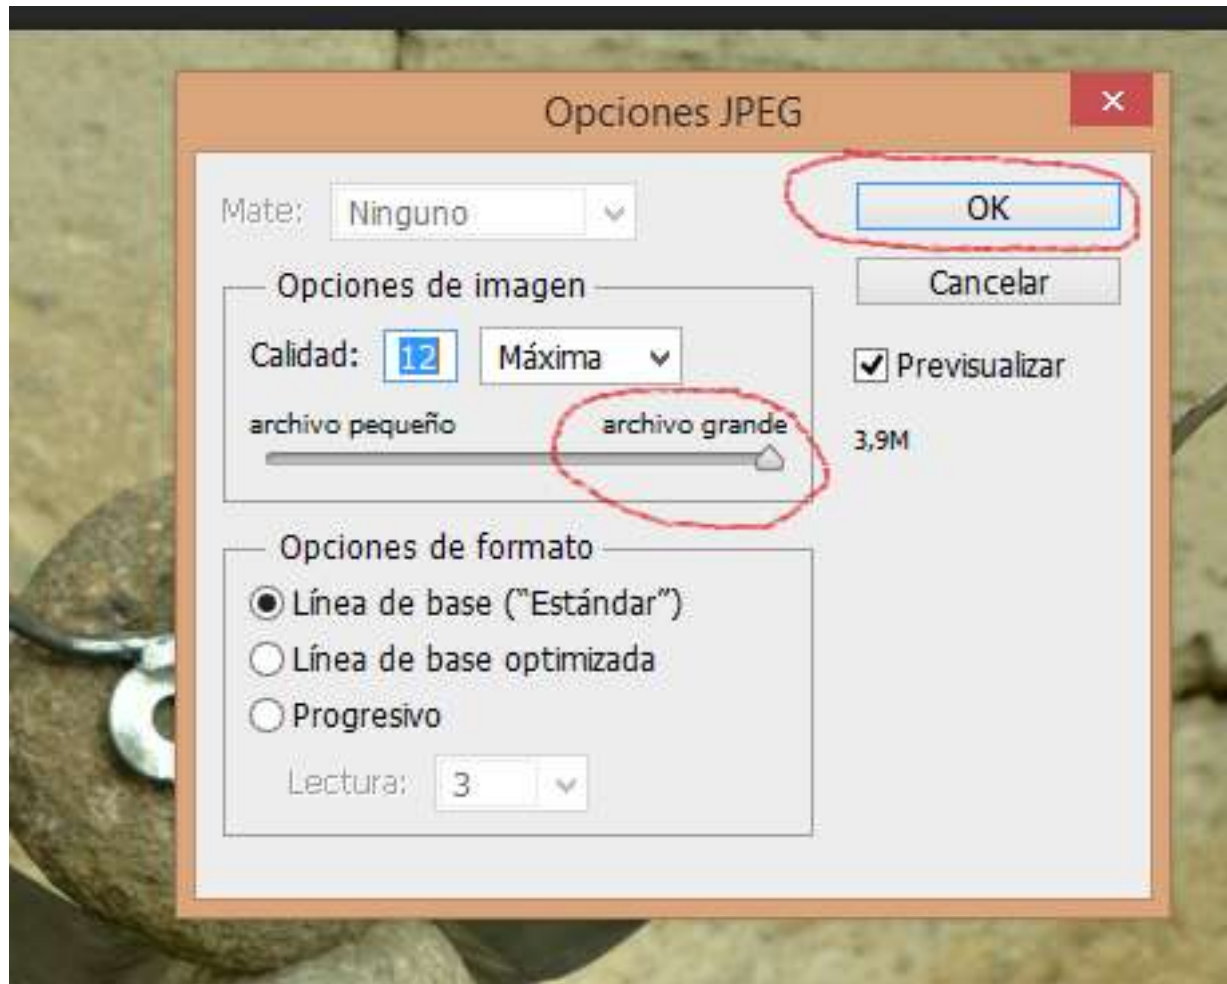 Opciones JPEG
Mate: Ninguno
OK
Opciones de imagen
Cancelar
Calidad: 12 Máxima
Previsualizar
archivo pequeño archivo grande
3,9M
Opciones de formato
Línea de base (“Estándar”)
Línea de base optimizada
Progresivo
Lectura: 3